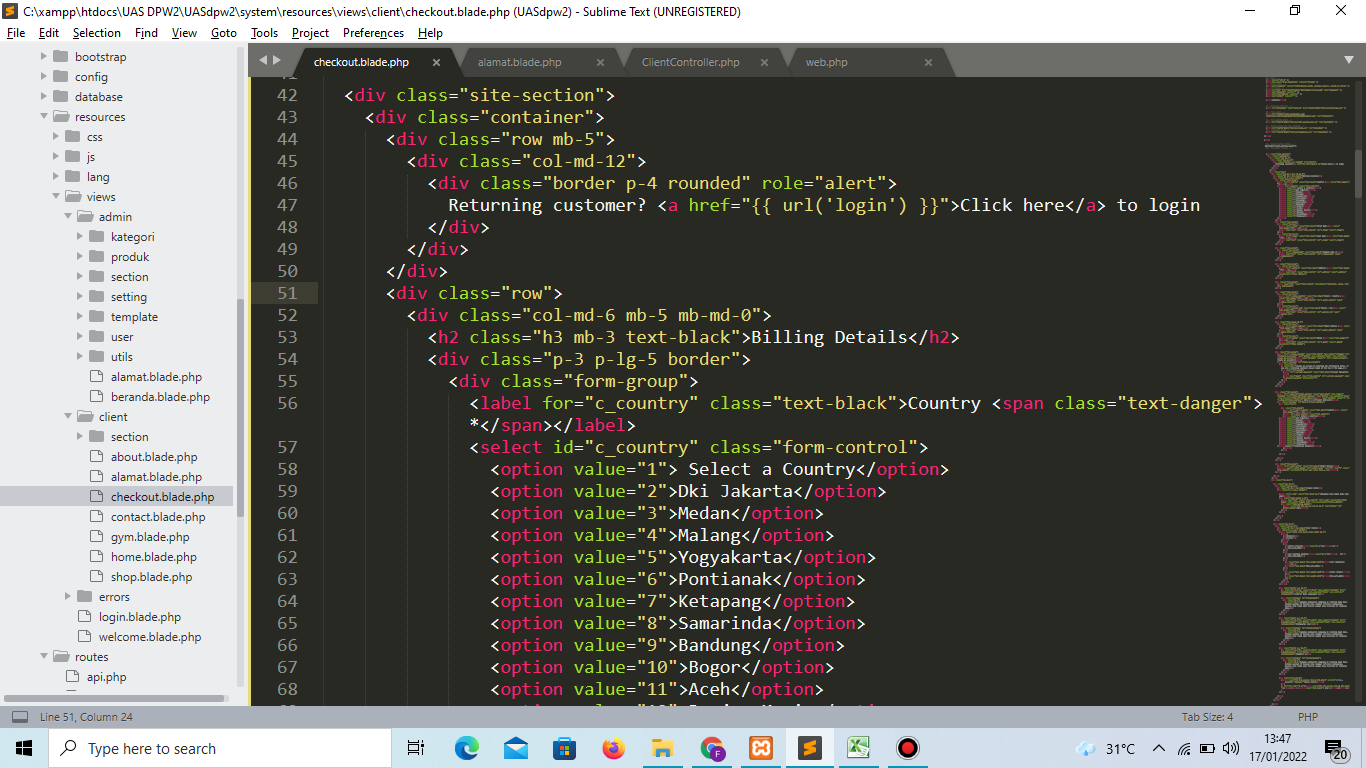 C:\xampp\htdocs\UAS DPW2\UASdpw2\system\resources\views\client\checkout.blade.php (UASdpw2) - Sublime Text (UNREGISTERED)
File Edit Selection Find View Goto Tools Project Preferences Help
bootstrap
config
database
resources
css
js
lang
views
admin
kategori
produk
section
setting
template
user
utils
alamat.blade.php
beranda.blade.php
client
section
about.blade.php
alamat.blade.php
checkout.blade.php
contact.blade.php
gym.blade.php
home.blade.php
shop.blade.php
errors
login.blade.php
welcome.blade.php
routes
api.php
checkout.blade.php alamat.blade.php ClientController.php web.php
42 <div class="site-section">
43 <div class="container">
44 <div class="row mb-5">
45 <div class="col-md-12">
46 <div class="border p-4 rounded" role="alert">
47 Returning customer? <a href="{{ url('login') }}">Click here</a> to login
48 </div>
49 </div>
50 </div>
51 <div class="row">
52 <div class="col-md-6 mb-5 mb-md-0">
53 <h2 class="h3 mb-3 text-black">Billing Details</h2>
54 <div class="p-3 p-lg-5 border">
55 <div class="form-group">
56 <label for="c_country" class="text-black">Country <span class="text-danger">
*</span></label>
57 <select id="c_country" class="form-control">
58 <option value="1"> Select a Country</option>
59 <option value="2">Dki Jakarta</option>
60 <option value="3">Medan</option>
61 <option value="4">Malang</option>
62 <option value="5">Yogyakarta</option>
63 <option value="6">Pontianak</option>
64 <option value="7">Ketapang</option>
65 <option value="8">Samarinda</option>
66 <option value="9">Bandung</option>
67 <option value="10">Bogor</option>
68 <option value="11">Aceh</option>
Line 51, Column 24 Tab Size: 4 PHP
Type here to search
31°C
13:47
17/01/2022
20